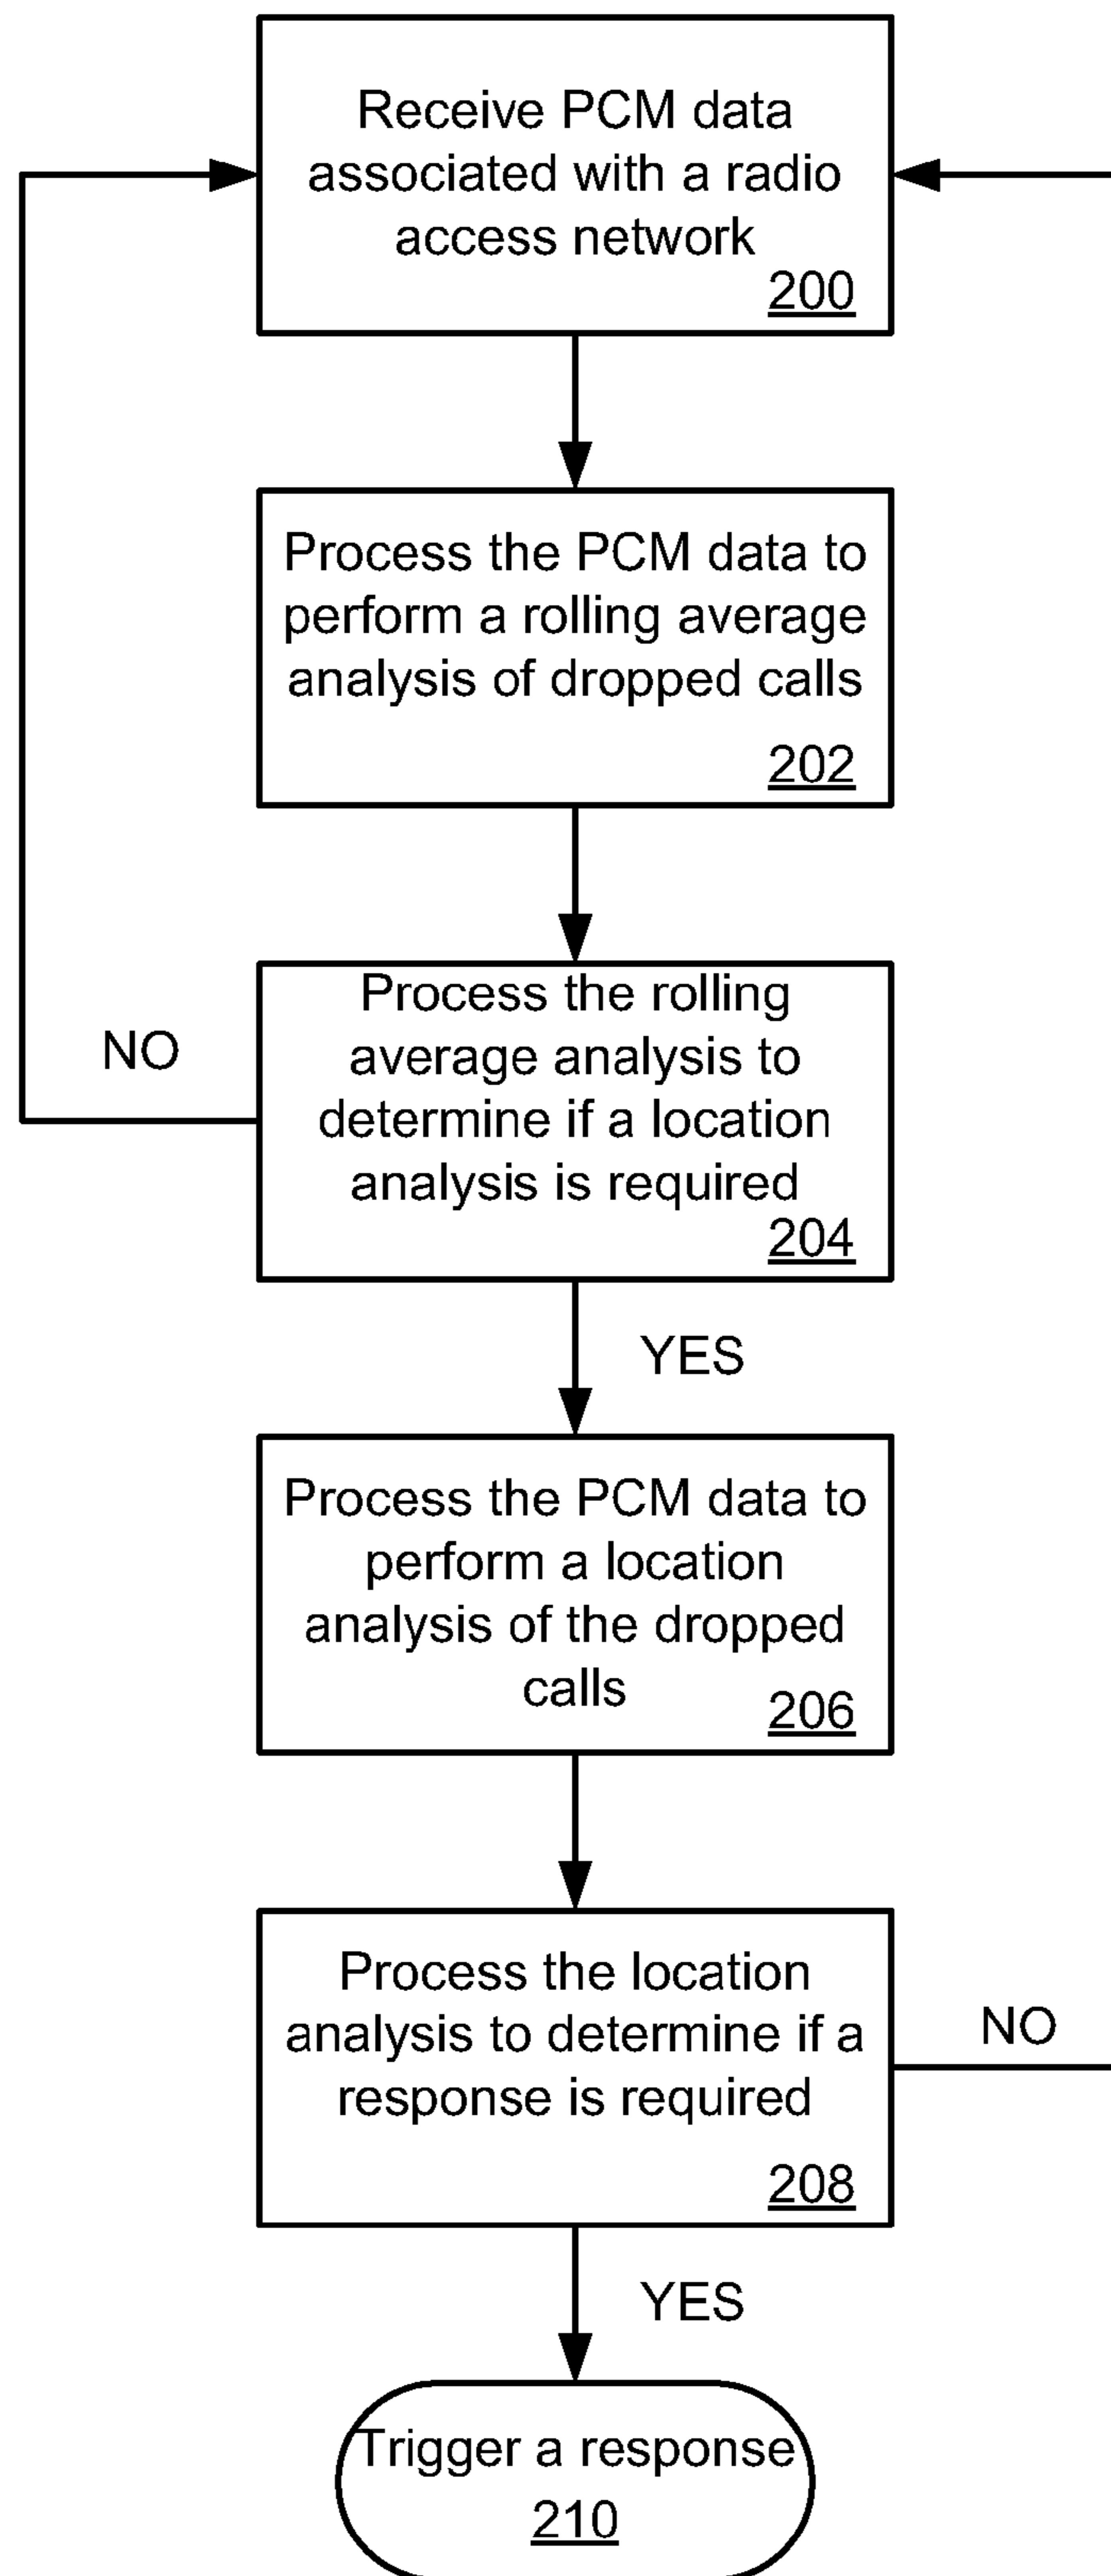 Receive PCM data
associated with a radio
access network
200
Process the PCM data to
perform a rolling average
analysis of dropped calls
202
Process the rolling
average analysis to
determine if a location
analysis is required
204
NO
YES
Process the PCM data to
perform a location
analysis of the dropped
calls
206
Process the location
analysis to determine if a
response is required
208
NO
YES
Trigger a response
210